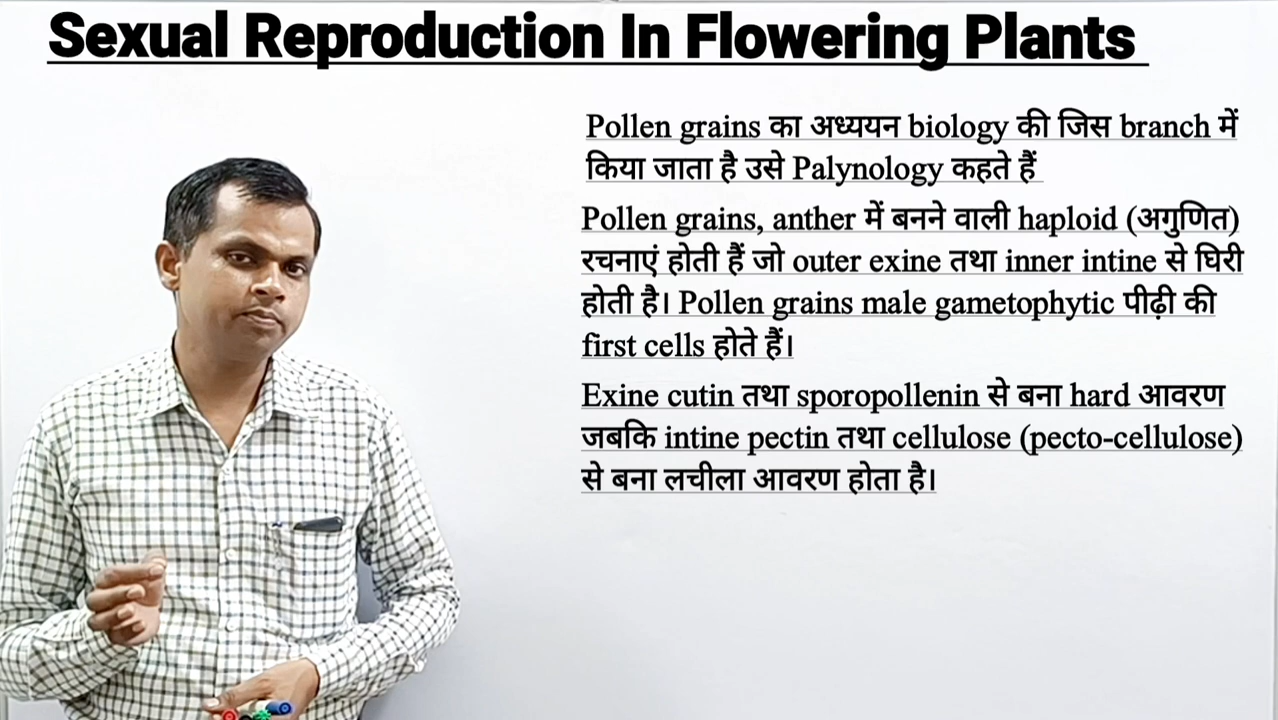 Sexual Reproduction In Flowering Plants
Pollen grains का अध्ययन biology की जिस branch में
किया जाता है उसे Palynology कहते हैं
Pollen grains, anther में बनने वाली haploid (अगुणित)
रचनाएं होती हैं जो outer exine तथा inner intine से घिरी
होती है। Pollen grains male gametophytic पीढ़ी की
first cells होते हैं।
Exine cutin तथा sporopollenin से बना hard आवरण
जबकि intine pectin तथा cellulose (pecto-cellulose)
से बना लचीला आवरण होता है।